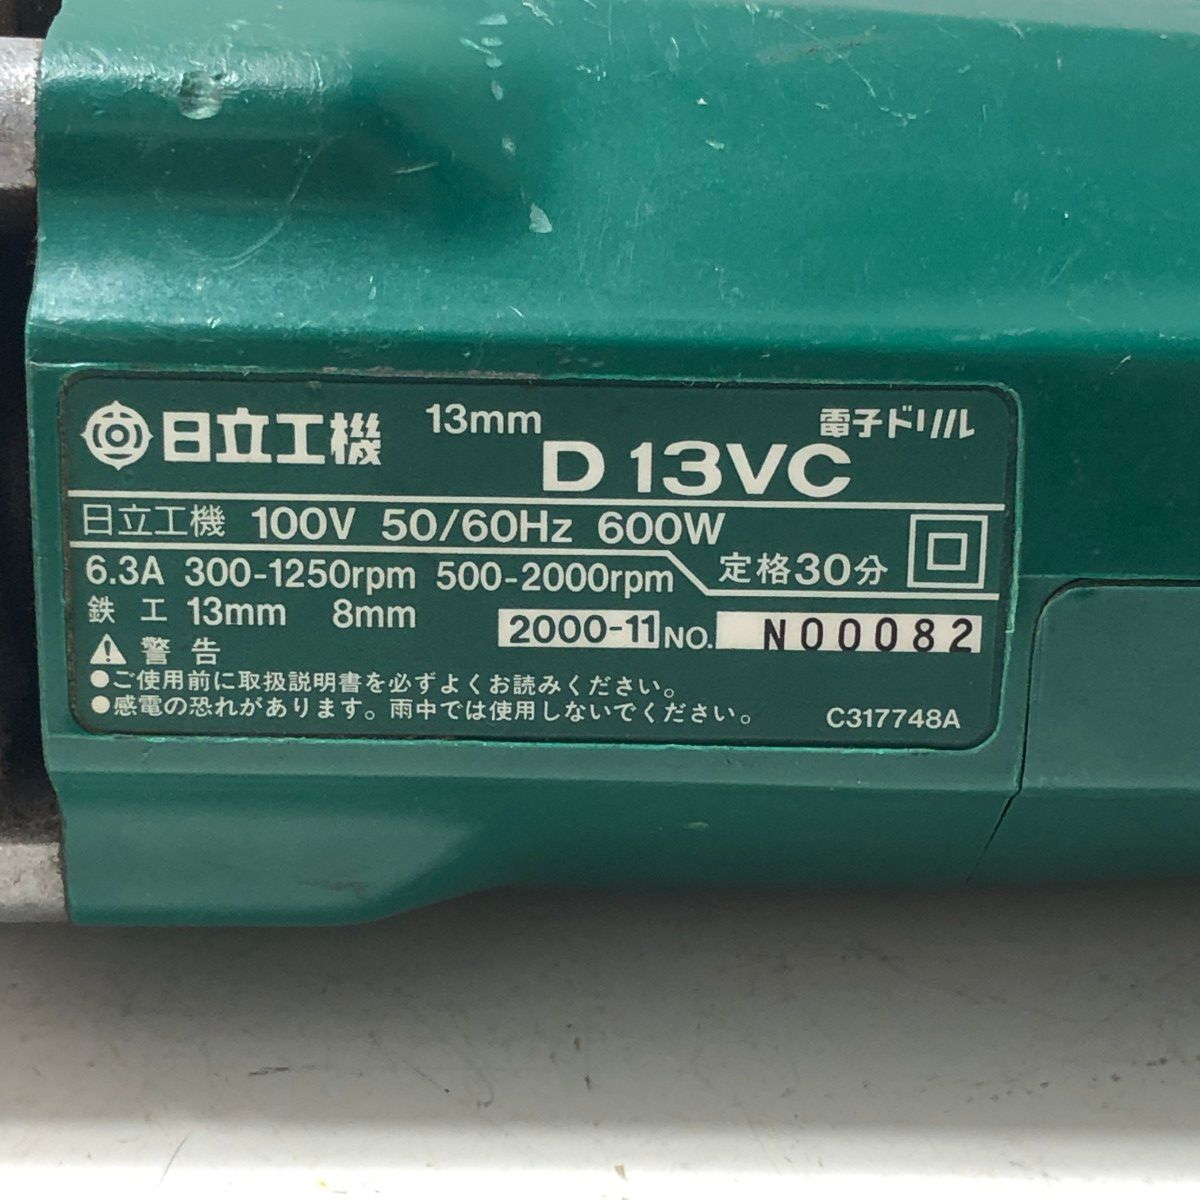 日立工機 13mm 電子ドリル
D 13VC
日立工機 100V 50/60Hz 600W
6.3A 300-1250rpm 500-2000rpm 定格30分
鉄 工 13mm 8mm
2000-11 NO. N00082
警 告
●ご使用前に取扱説明書を必ずよくお読みください。
●感電の恐れがあります。雨中では使用しないでください。
C317748A